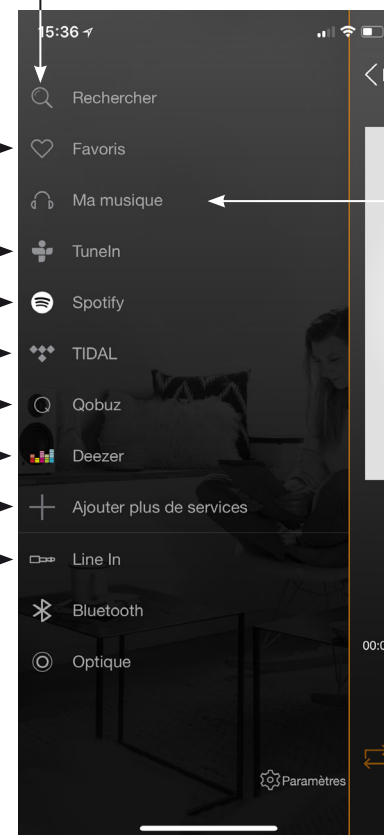 15:36
Rechercher
Favoris
Ma musique
TuneIn
Spotify
TIDAL
Qobuz
Deezer
Ajouter plus de services
Line In
Bluetooth
Optique
00:0
Paramètres